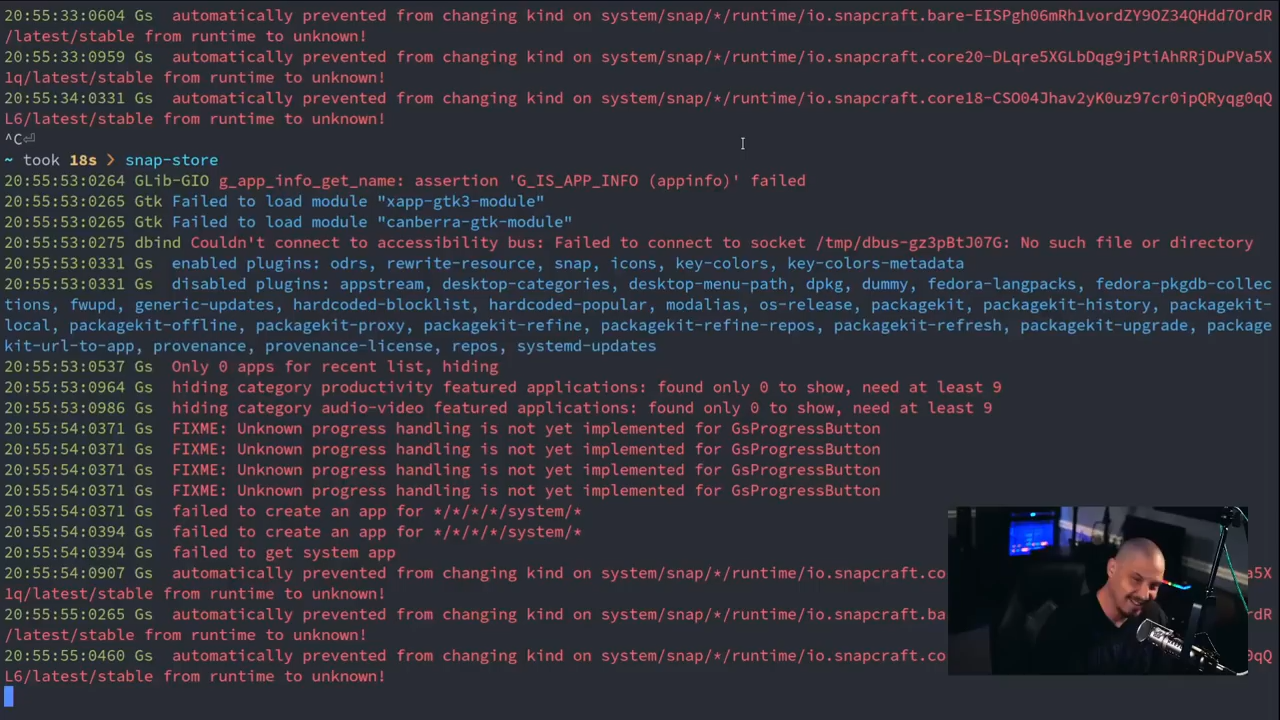 20:55:33:0604 Gs  automatically prevented from changing kind on system/snap/*/runtime/io.snapcraft.bare-EISPgh06mRh1vordZY9OZ34QHdd7OrdR
/latest/stable from runtime to unknown!
20:55:33:0959 Gs  automatically prevented from changing kind on system/snap/*/runtime/io.snapcraft.core20-DLqre5XGLbDqg9jPtiAhRRjDuPVa5X
1q/latest/stable from runtime to unknown!
20:55:34:0331 Gs  automatically prevented from changing kind on system/snap/*/runtime/io.snapcraft.core18-CSO04Jhav2yK0uz97cr0ipQRyqg0qQ
L6/latest/stable from runtime to unknown!
^C⏎
~ took 18s > snap-store
20:55:53:0264 GLib-GIO g_app_info_get_name: assertion 'G_IS_APP_INFO (appinfo)' failed
20:55:53:0265 Gtk Failed to load module "xapp-gtk3-module"
20:55:53:0265 Gtk Failed to load module "canberra-gtk-module"
20:55:53:0275 dbind Couldn't connect to accessibility bus: Failed to connect to socket /tmp/dbus-gz3pBtJ07G: No such file or directory
20:55:53:0331 Gs  enabled plugins: odrs, rewrite-resource, snap, icons, key-colors, key-colors-metadata
20:55:53:0331 Gs  disabled plugins: appstream, desktop-categories, desktop-menu-path, dpkg, dummy, fedora-langpacks, fedora-pkgdb-collec
tions, fwupd, generic-updates, hardcoded-blocklist, hardcoded-popular, modalias, os-release, packagekit, packagekit-history, packagekit-
local, packagekit-offline, packagekit-proxy, packagekit-refine, packagekit-refine-repos, packagekit-refresh, packagekit-upgrade, package
kit-url-to-app, provenance, provenance-license, repos, systemd-updates
20:55:53:0537 Gs  Only 0 apps for recent list, hiding
20:55:53:0964 Gs  hiding category productivity featured applications: found only 0 to show, need at least 9
20:55:53:0986 Gs  hiding category audio-video featured applications: found only 0 to show, need at least 9
20:55:54:0371 Gs  FIXME: Unknown progress handling is not yet implemented for GsProgressButton
20:55:54:0371 Gs  FIXME: Unknown progress handling is not yet implemented for GsProgressButton
20:55:54:0371 Gs  FIXME: Unknown progress handling is not yet implemented for GsProgressButton
20:55:54:0371 Gs  FIXME: Unknown progress handling is not yet implemented for GsProgressButton
20:55:54:0371 Gs  failed to create an app for */*/*/*/system/*
20:55:54:0394 Gs  failed to create an app for */*/*/*/system/*
20:55:54:0394 Gs  failed to get system app
20:55:54:0907 Gs  automatically prevented from changing kind on system/snap/*/runtime/io.snapcraft.co a5X
1q/latest/stable from runtime to unknown!
20:55:55:0265 Gs  automatically prevented from changing kind on system/snap/*/runtime/io.snapcraft.ba rdR
/latest/stable from runtime to unknown!
20:55:55:0460 Gs  automatically prevented from changing kind on system/snap/*/runtime/io.snapcraft.co 0qQ
L6/latest/stable from runtime to unknown!